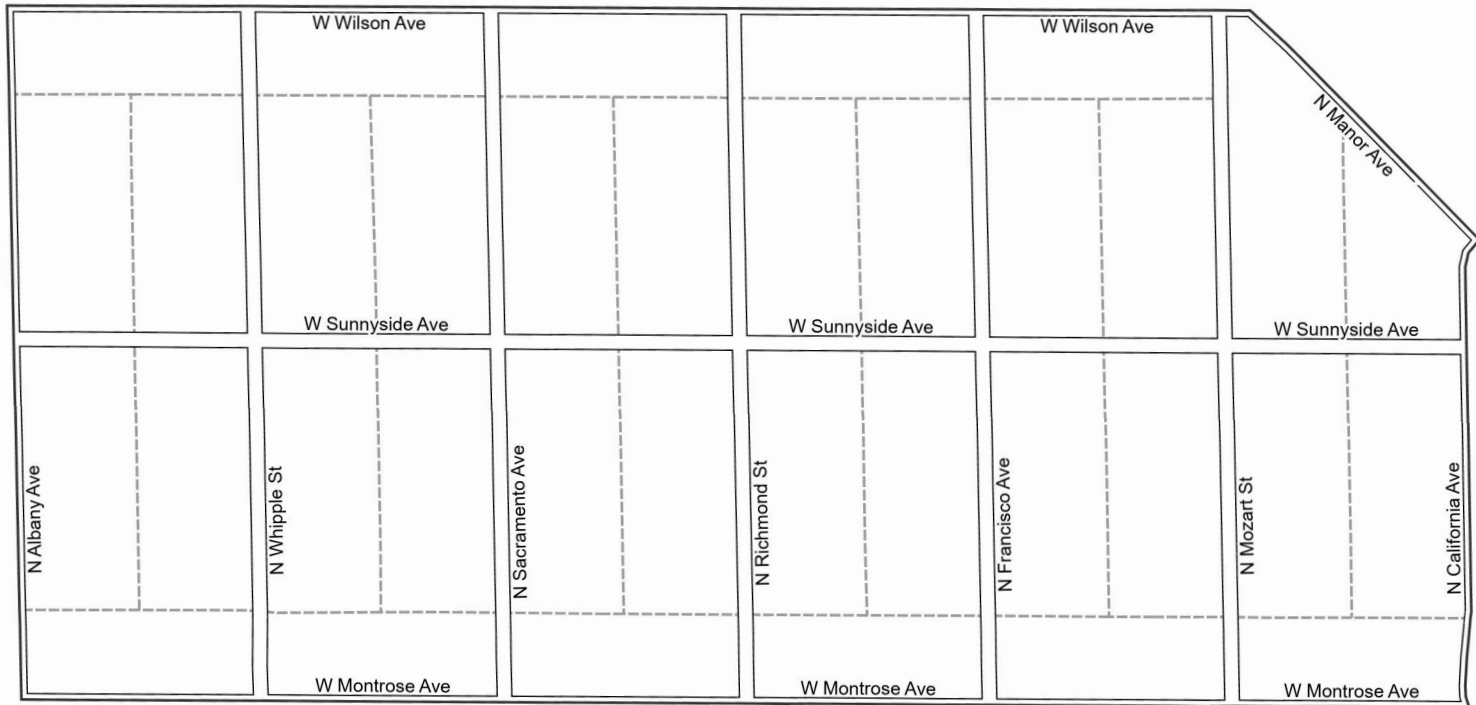 W Wilson Ave
W Wilson Ave
N Manor Ave
W Sunnyside Ave
W Sunnyside Ave
W Sunnyside Ave
N Albany Ave
N Whipple St
N Sacramento Ave
N Richmond St
N Francisco Ave
N Mozart St
N California Ave
W Montrose Ave
W Montrose Ave
W Montrose Ave